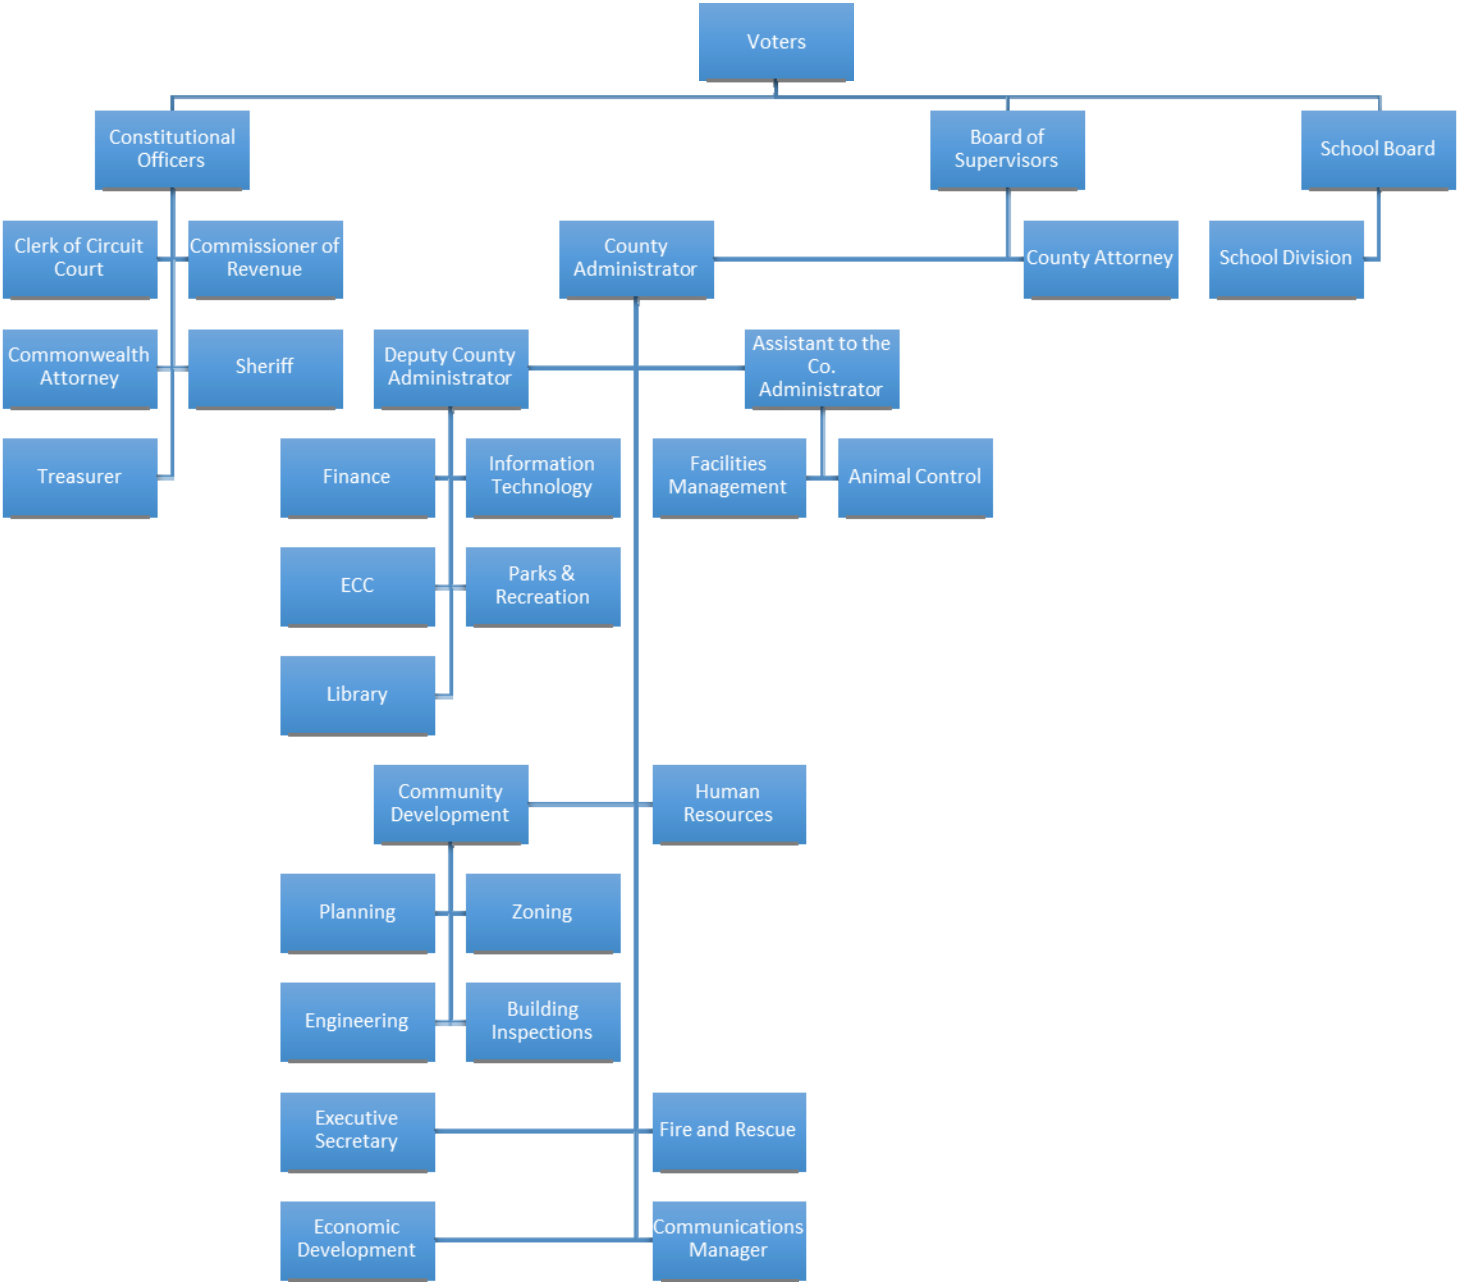 Voters
Constitutional
Officers
Board of
Supervisors
School Board
Clerk of Circuit
Court
Commissioner of
Revenue
County
Administrator
County Attorney
School Division
Commonwealth
Attorney
Sheriff
Deputy County
Administrator
Assistant to the
Co.
Administrator
Treasurer
Finance
Information
Technology
Facilities
Management
Animal Control
ECC
Parks &
Recreation
Library
Community
Development
Human
Resources
Planning
Zoning
Engineering
Building
Inspections
Executive
Secretary
Fire and Rescue
Economic
Development
Communications
Manager